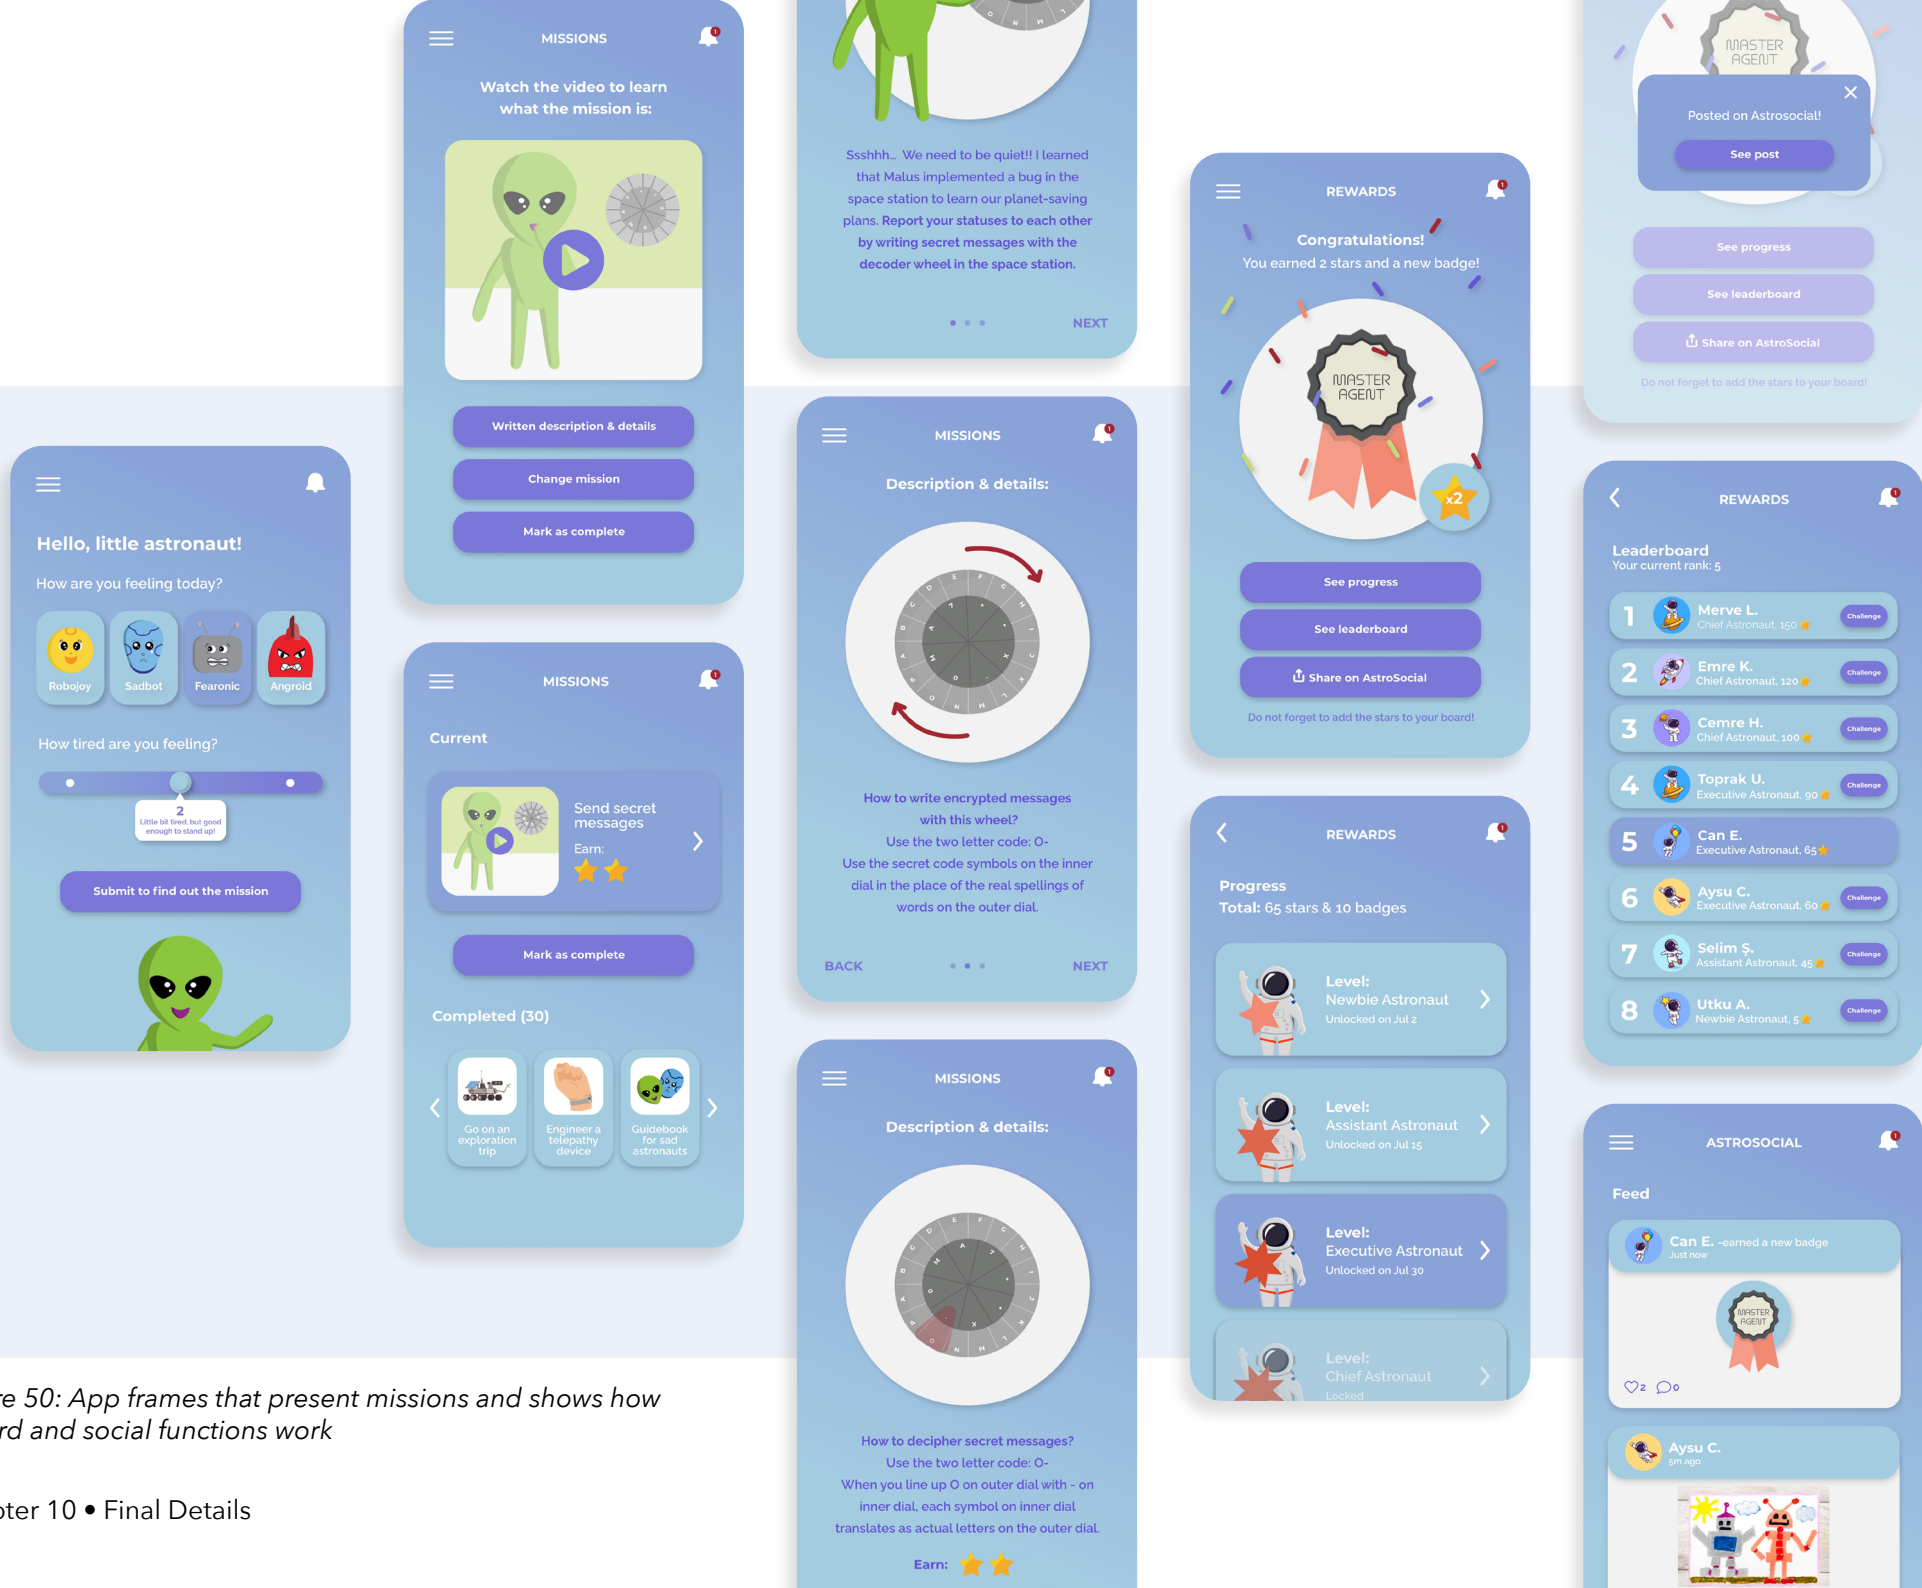 Hello, little astronaut!
How are you feeling today?
Robojoy
Sadbot
Fearonic
Angroid
How tired are you feeling?
2
Little bit tired, but good
enough to stand up!
Submit to find out the mission
MISSIONS
1
Watch the video to learn
what the mission is:
Written description & details
Change mission
Mark as complete
MISSIONS
1
Current
Send secret
messages
Earn:
Mark as complete
Completed (30)
Go on an
exploration
trip
Engineer a
telepathy
device
Guidebook
for sad
astronauts
Ssshhh... We need to be quiet!! I learned
that Malus implemented a bug in the
space station to learn our planet-saving
plans. Report your statuses to each other
by writing secret messages with the
decoder wheel in the space station.
NEXT
MISSIONS
1
Description & details:
How to write encrypted messages
with this wheel?
Use the two letter code: O-
Use the secret code symbols on the inner
dial in the place of the real spellings of
words on the outer dial.
BACK
NEXT
MISSIONS
1
Description & details:
How to decipher secret messages?
Use the two letter code: O-
When you line up O on outer dial with - on
inner dial, each symbol on inner dial
translates as actual letters on the outer dial.
Earn:
REWARDS
1
Congratulations!
You earned 2 stars and a new badge!
MASTER
AGENT
x2
See progress
See leaderboard
Share on AstroSocial
Do not forget to add the stars to your board!
REWARDS
1
Progress
Total: 65 stars & 10 badges
Level:
Newbie Astronaut
Unlocked on Jul 2
Level:
Assistant Astronaut
Unlocked on Jul 15
Level:
Executive Astronaut
Unlocked on Jul 30
Level:
Chief Astronaut
Locked
MASTER
AGENT
Posted on Astrosocial!
See post
See progress
See leaderboard
Share on AstroSocial
Do not forget to add the stars to your board!
REWARDS
1
Leaderboard
Your current rank: 5
1 Merve L. Challenge
Chief Astronaut, 150
2 Emre K. Challenge
Chief Astronaut, 120
3 Cemre H. Challenge
Chief Astronaut, 100
4 Toprak U. Challenge
Executive Astronaut, 90
5 Can E.
Executive Astronaut, 65
6 Aysu C. Challenge
Executive Astronaut, 60
7 Selim Ş. Challenge
Assistant Astronaut, 45
8 Utku A. Challenge
Newbie Astronaut, 5
ASTROSOCIAL
1
Feed
Can E. -earned a new badge
Just now
MASTER
AGENT
2 0
Aysu C.
5m ago
re 50: App frames that present missions and shows how
rd and social functions work
oter 10 • Final Details